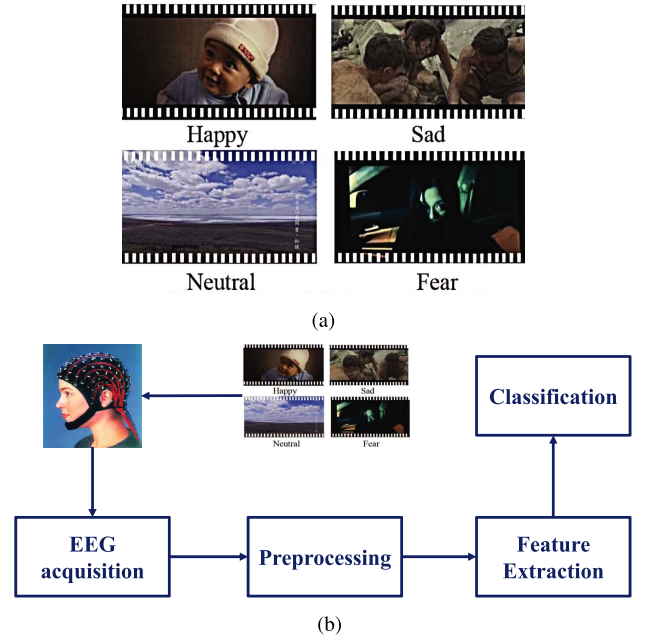 Happy
Sad
Neutral
Fear
(a)
Happy
Sad
Neutral
Fear
Classification
EEG
acquisition
Preprocessing
Feature
Extraction
(b)